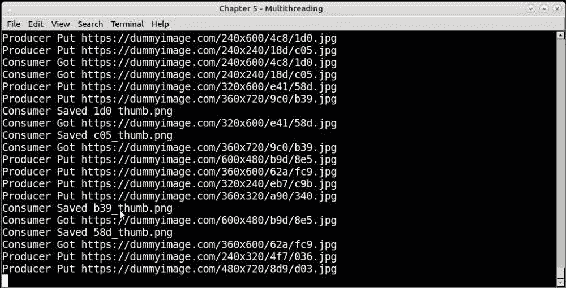 Chapter 5 - Multithreading
File Edit View Search Terminal Help
Producer Put https://dummyimage.com/240x600/4c8/1d0.jpg
Producer Put https://dummyimage.com/240x240/18d/c05.jpg
Consumer Got https://dummyimage.com/240x600/4c8/1d0.jpg
Consumer Got https://dummyimage.com/240x240/18d/c05.jpg
Producer Put https://dummyimage.com/320x600/e41/58d.jpg
Producer Put https://dummyimage.com/360x720/9c0/b39.jpg
Consumer Saved 1d0_thumb.png
Consumer Got https://dummyimage.com/320x600/e41/58d.jpg
Consumer Saved c05_thumb.png
Consumer Got https://dummyimage.com/360x720/9c0/b39.jpg
Producer Put https://dummyimage.com/600x480/b9d/8e5.jpg
Producer Put https://dummyimage.com/360x600/62a/fc9.jpg
Producer Put https://dummyimage.com/320x240/eb7/c9b.jpg
Producer Put https://dummyimage.com/360x320/a90/340.jpg
Consumer Saved b39_thumb.png
Consumer Got https://dummyimage.com/600x480/b9d/8e5.jpg
Consumer Saved 58d_thumb.png
Consumer Got https://dummyimage.com/360x600/62a/fc9.jpg
Producer Put https://dummyimage.com/240x320/4f7/036.jpg
Producer Put https://dummyimage.com/480x720/8d9/d03.jpg